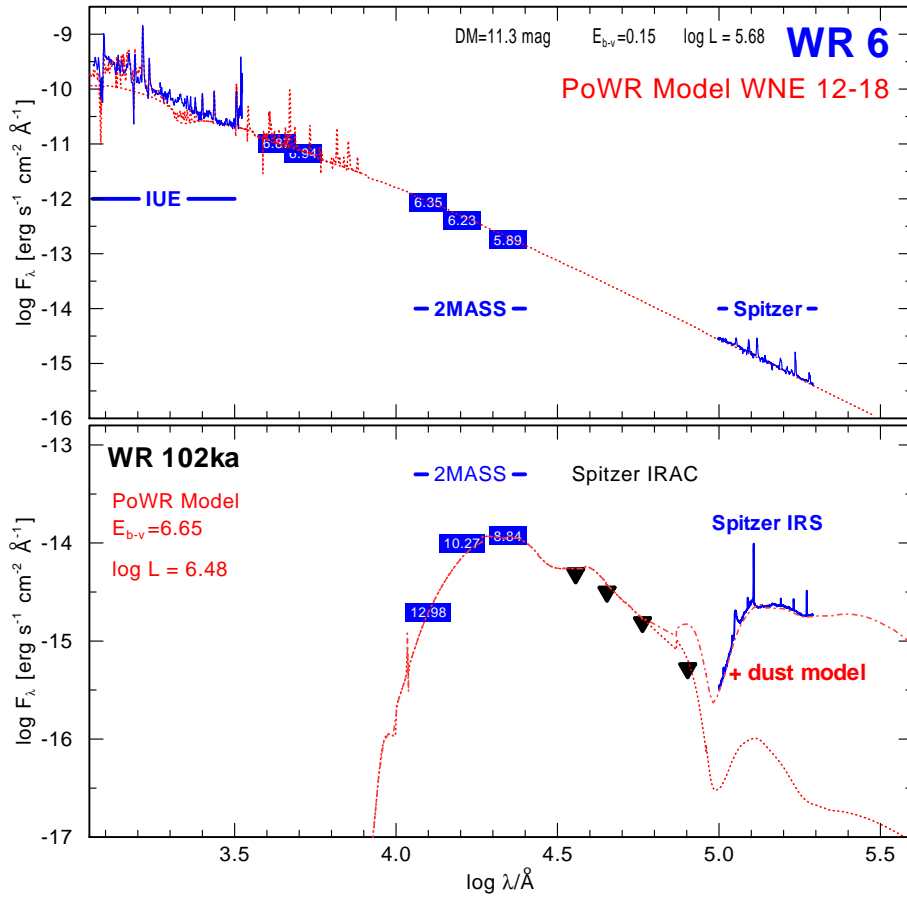 DM=11.3 mag E_b-v=0.15 log L = 5.68 WR 6
PoWR Model WNE 12-18
-9
-10
-11
-12
-13
-14
-15
-16
log F_λ [erg s⁻¹ cm⁻² Å⁻¹]
6.94
IUE
6.35
6.23
5.89
2MASS
Spitzer
-13
-14
-15
-16
-17
log F_λ [erg s⁻¹ cm⁻² Å⁻¹]
WR 102ka
2MASS
Spitzer IRAC
PoWR Model
E_b-v=6.65
log L = 6.48
10.27
8.84
12.98
Spitzer IRS
+ dust model
3.5 4.0 4.5 5.0 5.5
log λ/Å